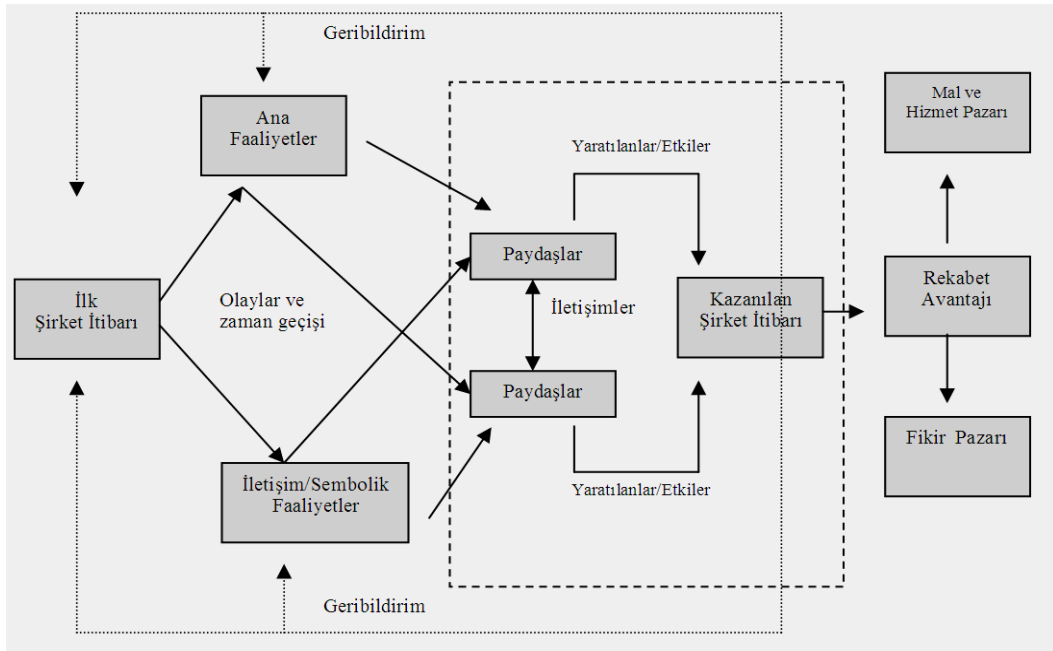 Geribildirim
Ana
Faaliyetler
Mal ve
Hizmet Pazarı
Yaratılanlar/Etkiler
Paydaşlar
İlk
Şirket İtibarı
Olaylar ve
zaman geçişi
İletişimler
Kazanılan
Şirket İtibarı
Rekabet
Avantajı
Paydaşlar
Fikir Pazarı
İletişim/Sembolik
Faaliyetler
Yaratılanlar/Etkiler
Geribildirim